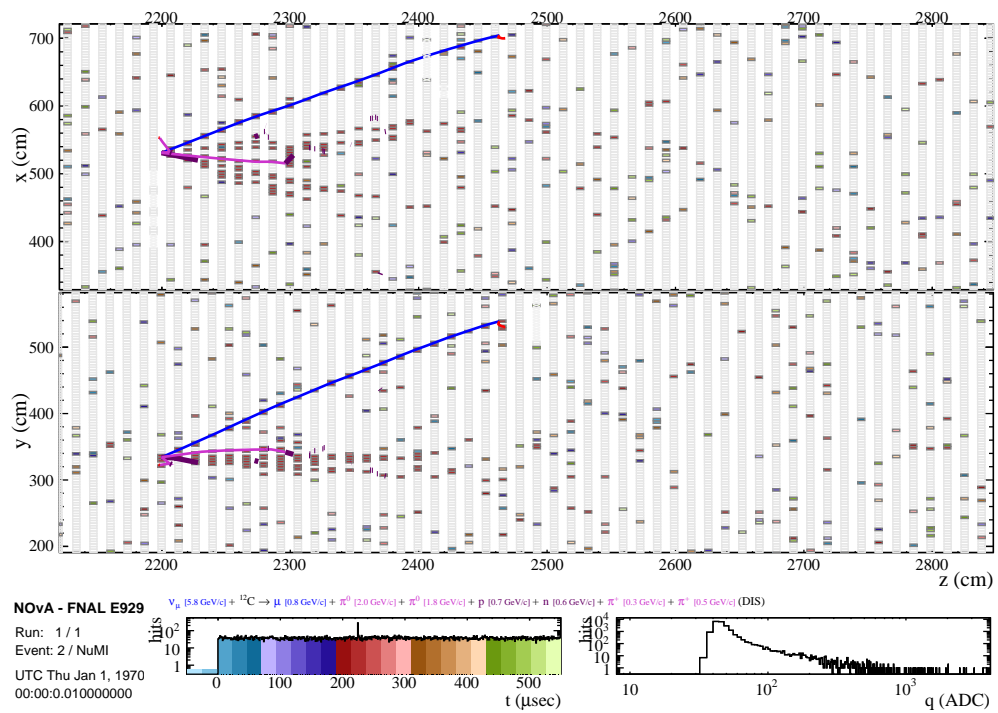 2200 2300 2400 2500 2600 2700 2800
700
600
500
400
x (cm)
500
400
300
200
y (cm)
2200 2300 2400 2500 2600 2700 2800
z (cm)
NOvA - FNAL E929
Run: 1 / 1
Event: 2 / NuMI
UTC Thu Jan 1, 1970
00:00:0.010000000
νμ [5.8 GeV/c] + ¹²C → μ [0.8 GeV/c] + π⁰ [2.0 GeV/c] + π⁰ [1.8 GeV/c] + p [0.7 GeV/c] + n [0.6 GeV/c] + π⁺ [0.3 GeV/c] + π⁺ [0.5 GeV/c] (DIS)
hits
10²
10
1
0 100 200 300 400 500
t (μsec)
hits
10⁴
10³
10²
10
1
10 10² 10³
q (ADC)